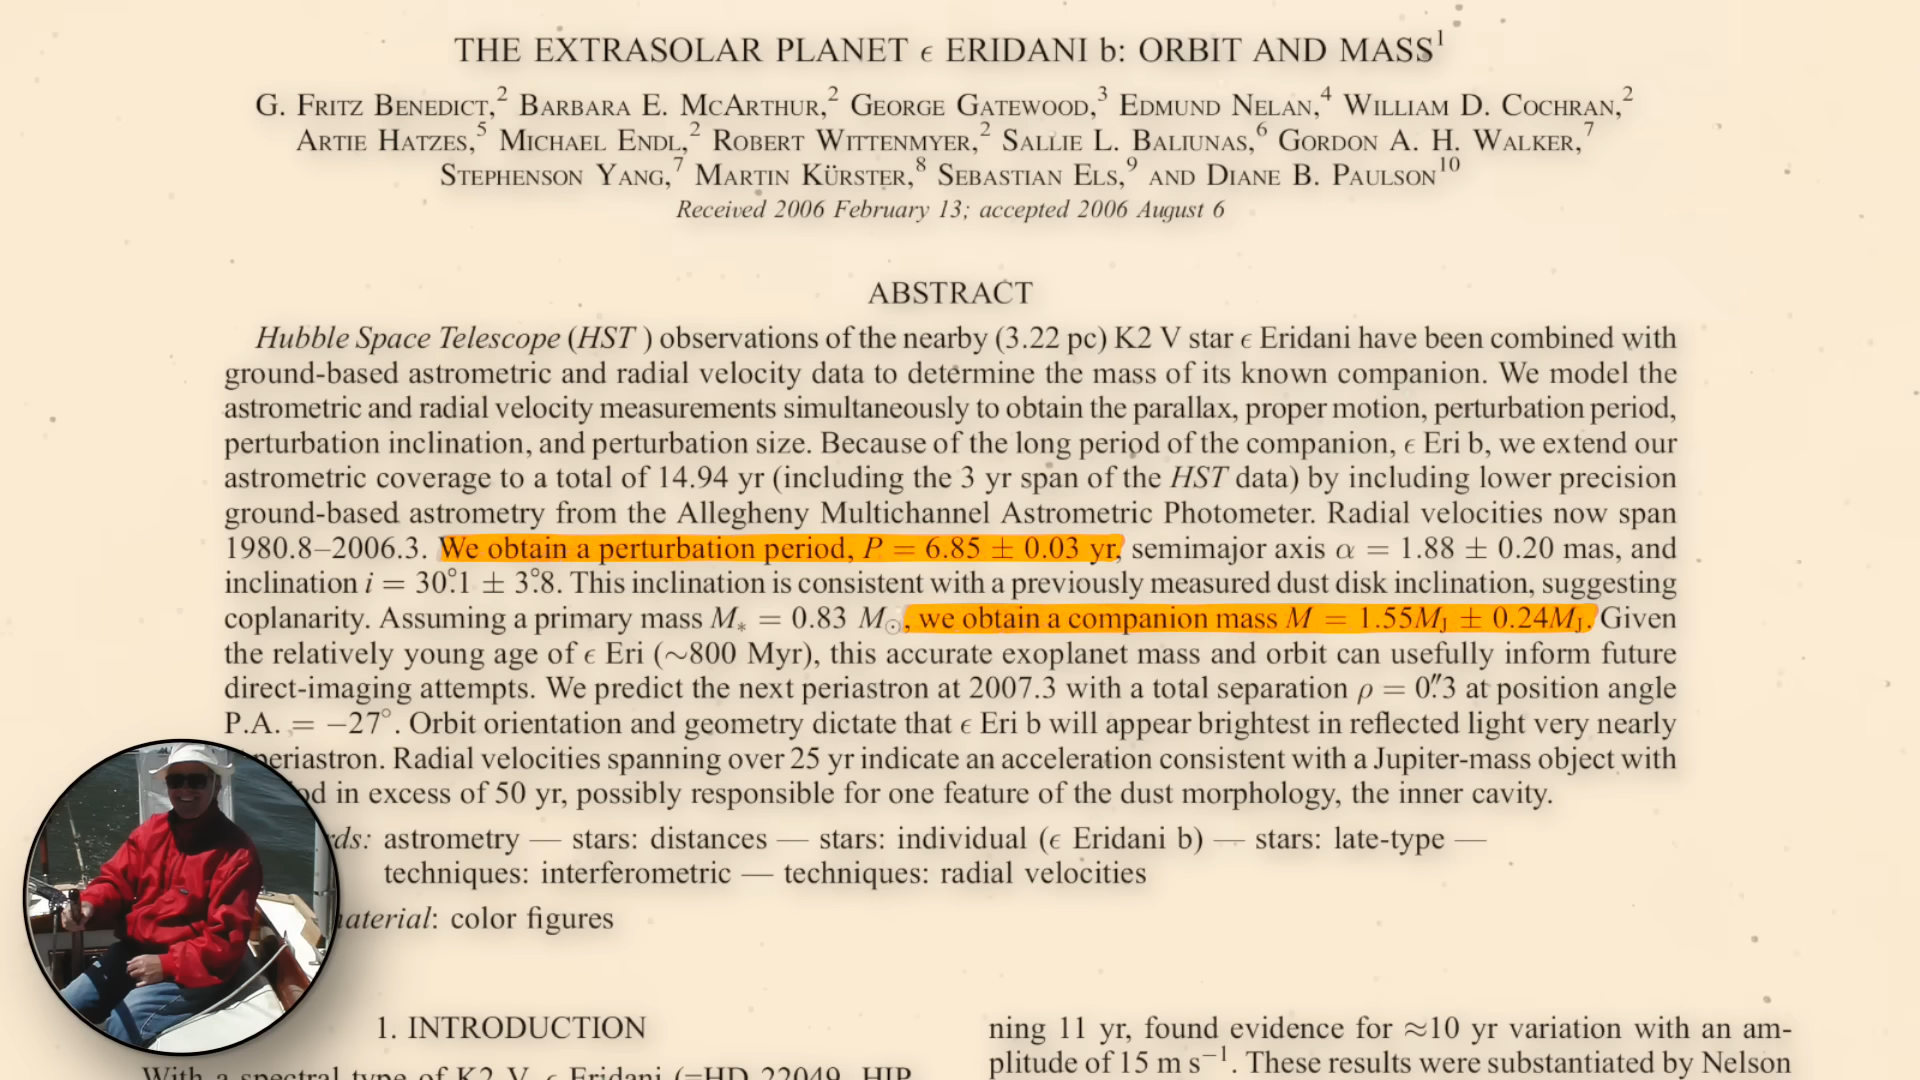 THE EXTRASOLAR PLANET ϵ ERIDANI b: ORBIT AND MASS¹
G. FRITZ BENEDICT,² BARBARA E. MCARTHUR,² GEORGE GATEWOOD,³ EDMUND NELAN,⁴ WILLIAM D. COCHRAN,²
ARTIE HATZES,⁵ MICHAEL ENDL,² ROBERT WITTENMYER,² SALLIE L. BALIUNAS,⁶ GORDON A. H. WALKER,⁷
STEPHENSON YANG,⁷ MARTIN KÜRSTER,⁸ SEBASTIAN ELS,⁹ AND DIANE B. PAULSON¹⁰
Received 2006 February 13; accepted 2006 August 6
ABSTRACT
Hubble Space Telescope (HST ) observations of the nearby (3.22 pc) K2 V star ϵ Eridani have been combined with
ground-based astrometric and radial velocity data to determine the mass of its known companion. We model the
astrometric and radial velocity measurements simultaneously to obtain the parallax, proper motion, perturbation period,
perturbation inclination, and perturbation size. Because of the long period of the companion, ϵ Eri b, we extend our
astrometric coverage to a total of 14.94 yr (including the 3 yr span of the HST data) by including lower precision
ground-based astrometry from the Allegheny Multichannel Astrometric Photometer. Radial velocities now span
1980.8–2006.3. We obtain a perturbation period, P = 6.85 ± 0.03 yr, semimajor axis α = 1.88 ± 0.20 mas, and
inclination i = 30°.1 ± 3°.8. This inclination is consistent with a previously measured dust disk inclination, suggesting
coplanarity. Assuming a primary mass M* = 0.83 M⊙, we obtain a companion mass M = 1.55MJ ± 0.24MJ. Given
the relatively young age of ϵ Eri (∼800 Myr), this accurate exoplanet mass and orbit can usefully inform future
direct-imaging attempts. We predict the next periastron at 2007.3 with a total separation ρ = 0″.3 at position angle
P.A. = −27°. Orbit orientation and geometry dictate that ϵ Eri b will appear brightest in reflected light very nearly
periastron. Radial velocities spanning over 25 yr indicate an acceleration consistent with a Jupiter-mass object with
in excess of 50 yr, possibly responsible for one feature of the dust morphology, the inner cavity.
astrometry — stars: distances — stars: individual (ϵ Eridani b) — stars: late-type —
techniques: interferometric — techniques: radial velocities
material: color figures
1. INTRODUCTION
With a spectral type of K2 V, ϵ Eridani (=HD 22049, HIP
ning 11 yr, found evidence for ≈10 yr variation with an am-
plitude of 15 m s⁻¹. These results were substantiated by Nelson